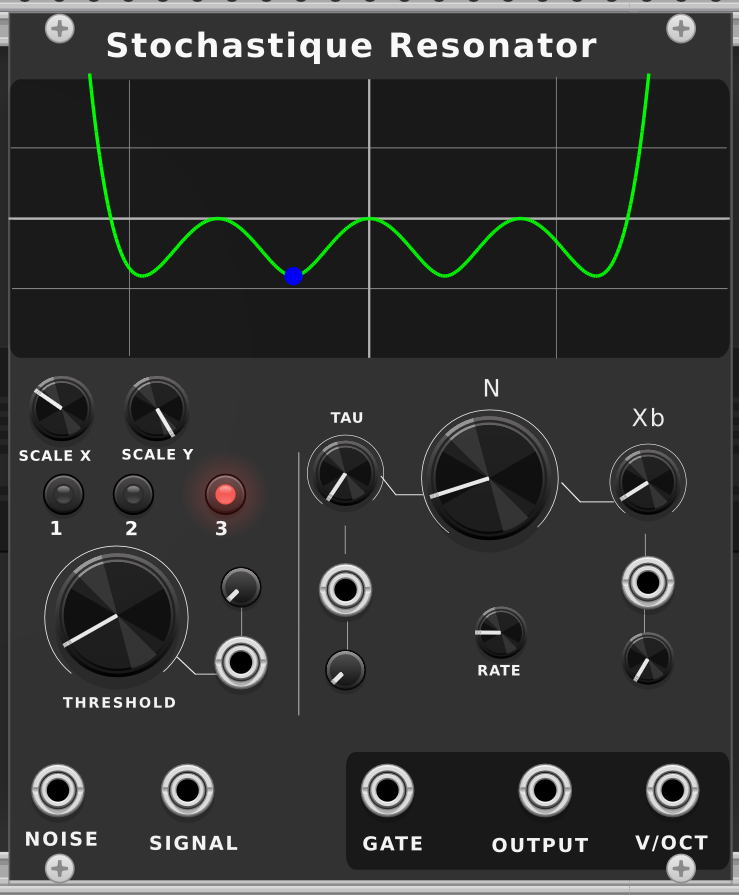 Stochastique Resonator
SCALE X
SCALE Y
1
2
3
THRESHOLD
TAU
N
Xb
RATE
NOISE
SIGNAL
GATE
OUTPUT
V/OCT